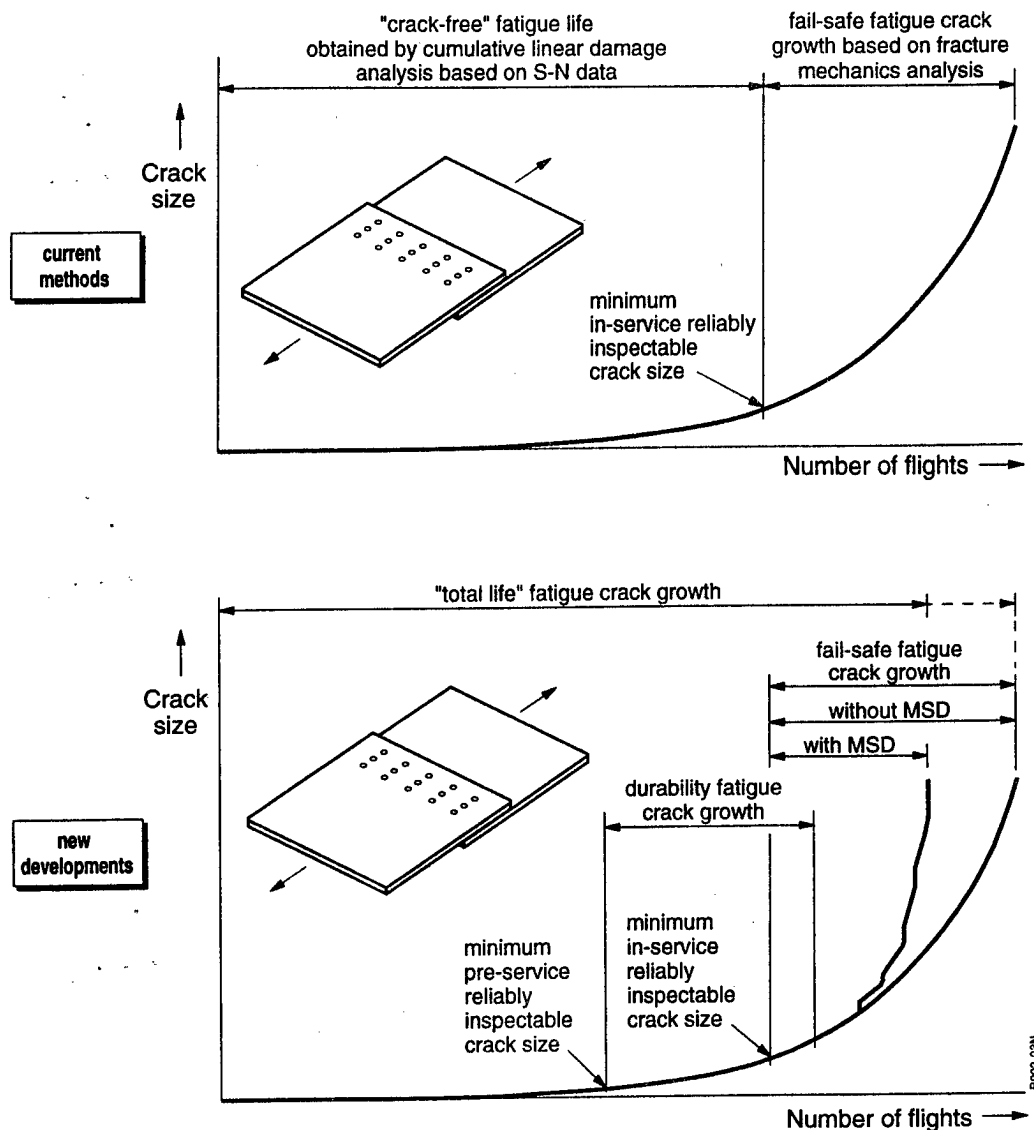 "crack-free" fatigue life
obtained by cumulative linear damage
analysis based on S-N data
fail-safe fatigue crack
growth based on fracture
mechanics analysis
Crack
size
current
methods
minimum
in-service reliably
inspectable
crack size
Number of flights
"total life" fatigue crack growth
Crack
size
fail-safe fatigue
crack growth
without MSD
with MSD
durability fatigue
crack growth
new
developments
minimum
pre-service
reliably
inspectable
crack size
minimum
in-service
reliably
inspectable
crack size
Number of flights